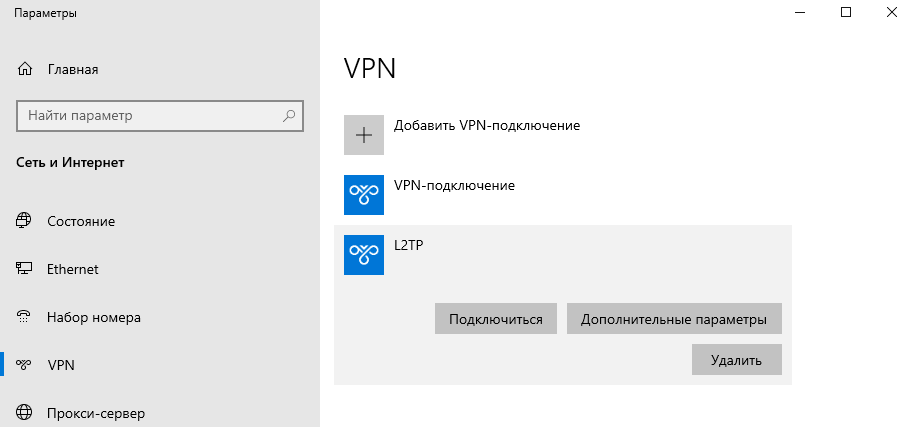 Параметры
Главная
Найти параметр
Сеть и Интернет
Состояние
Ethernet
Набор номера
VPN
Прокси-сервер
VPN
Добавить VPN-подключение
VPN-подключение
L2TP
Подключиться
Дополнительные параметры
Удалить